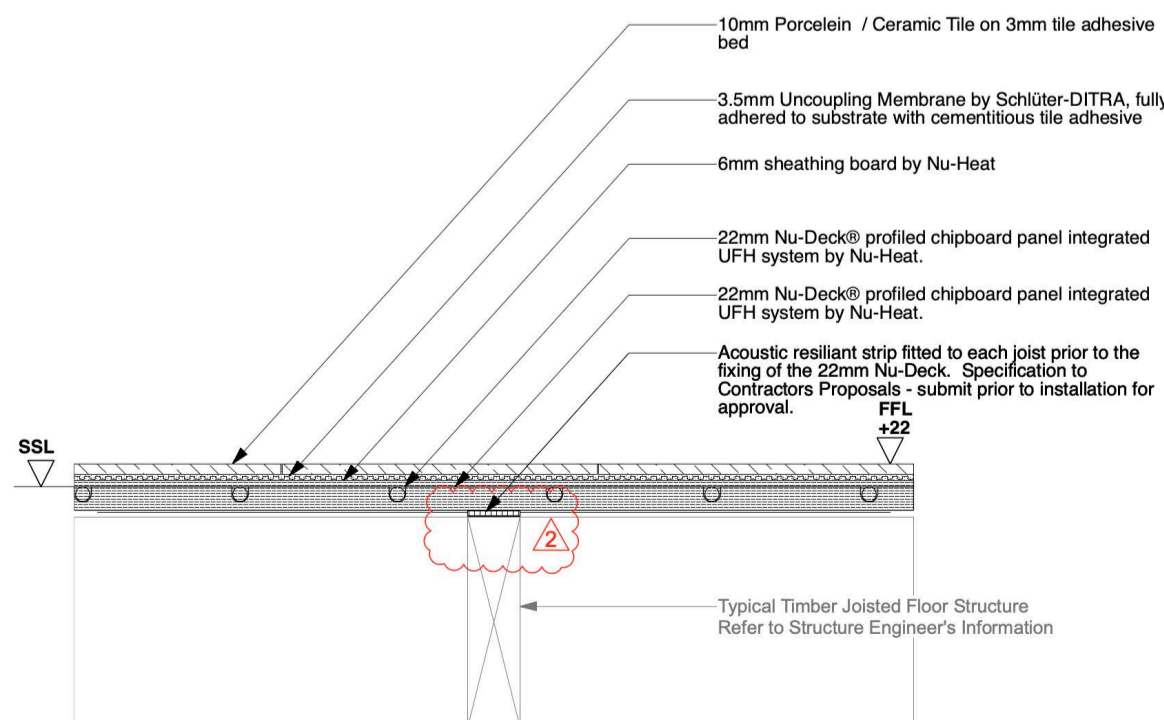 10mm Porcelein / Ceramic Tile on 3mm tile adhesive
bed
3.5mm Uncoupling Membrane by Schlüter-DITRA, fully
adhered to substrate with cementitious tile adhesive
6mm sheathing board by Nu-Heat
22mm Nu-Deck® profiled chipboard panel integrated
UFH system by Nu-Heat.
22mm Nu-Deck® profiled chipboard panel integrated
UFH system by Nu-Heat.
Acoustic resiliant strip fitted to each joist prior to the
fixing of the 22mm Nu-Deck. Specification to
Contractors Proposals - submit prior to installation for
approval.
FFL
+22
SSL
2
Typical Timber Joisted Floor Structure
Refer to Structure Engineer's Information